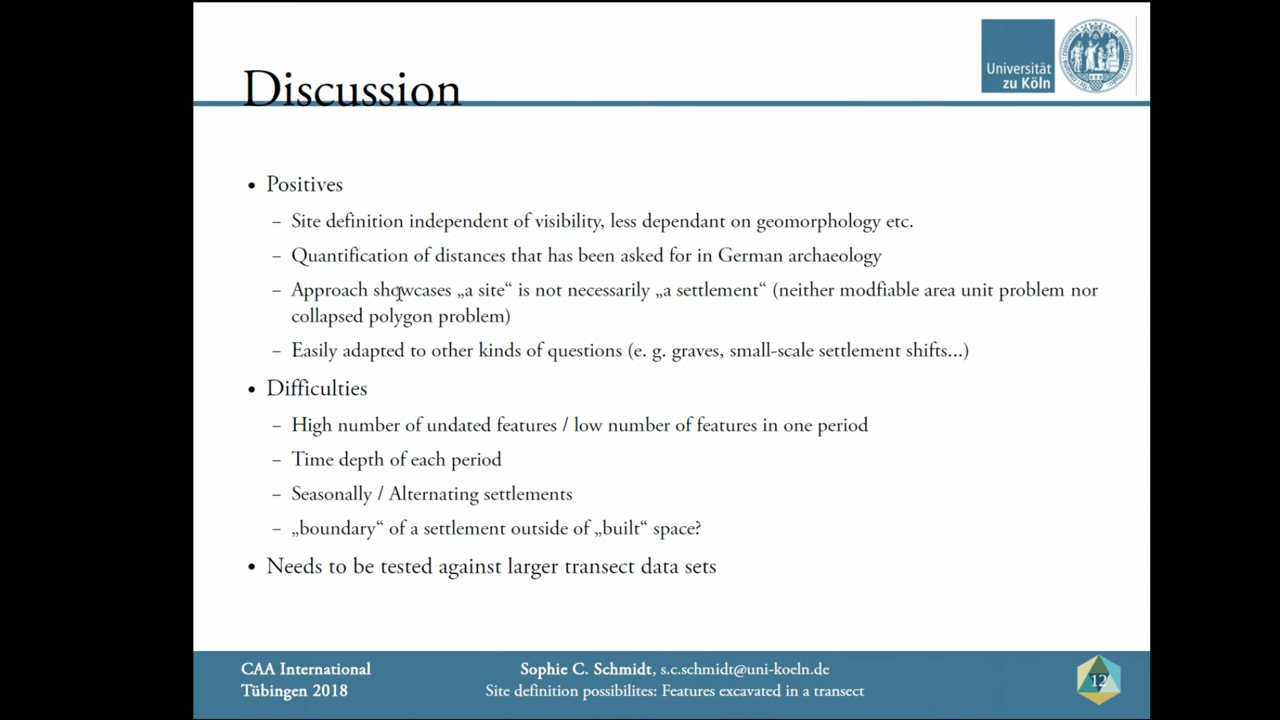 Discussion
Universität
zu Köln
• Positives
– Site definition independent of visibility, less dependant on geomorphology etc.
– Quantification of distances that has been asked for in German archaeology
– Approach showcases „a site“ is not necessarily „a settlement“ (neither modfiable area unit problem nor
collapsed polygon problem)
– Easily adapted to other kinds of questions (e. g. graves, small-scale settlement shifts...)
• Difficulties
– High number of undated features / low number of features in one period
– Time depth of each period
– Seasonally / Alternating settlements
– „boundary“ of a settlement outside of „built“ space?
• Needs to be tested against larger transect data sets
CAA International
Tübingen 2018
Sophie C. Schmidt, s.c.schmidt@uni-koeln.de
Site definition possibilites: Features excavated in a transect
12